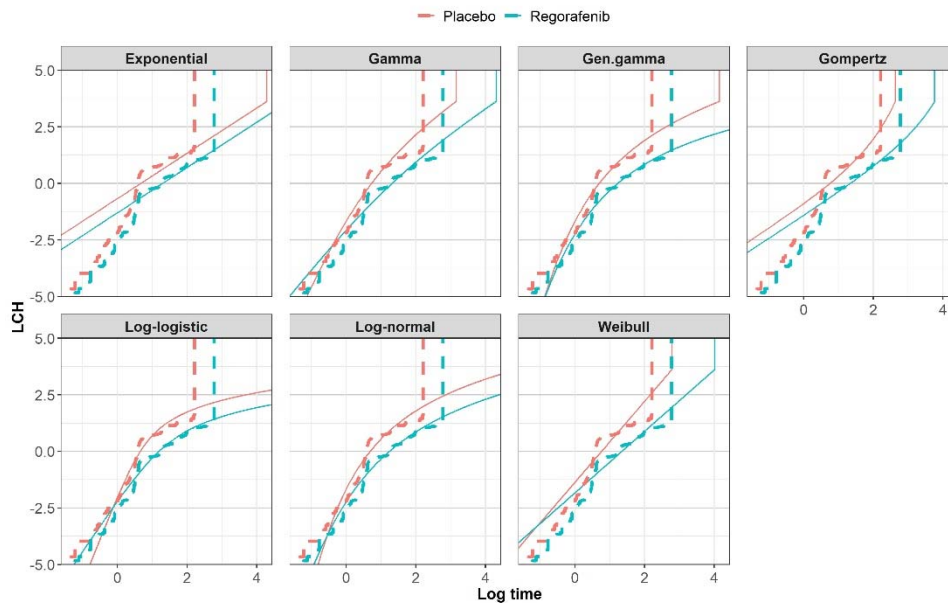 Placebo Regorafenib
Exponential Gamma Gen.gamma Gompertz
5.0
2.5
0.0
-2.5
-5.0
0 2 4
Log-logistic Log-normal Weibull
5.0
2.5
0.0
-2.5
-5.0
0 2 4 0 2 4 0 2 4
LCH
Log time